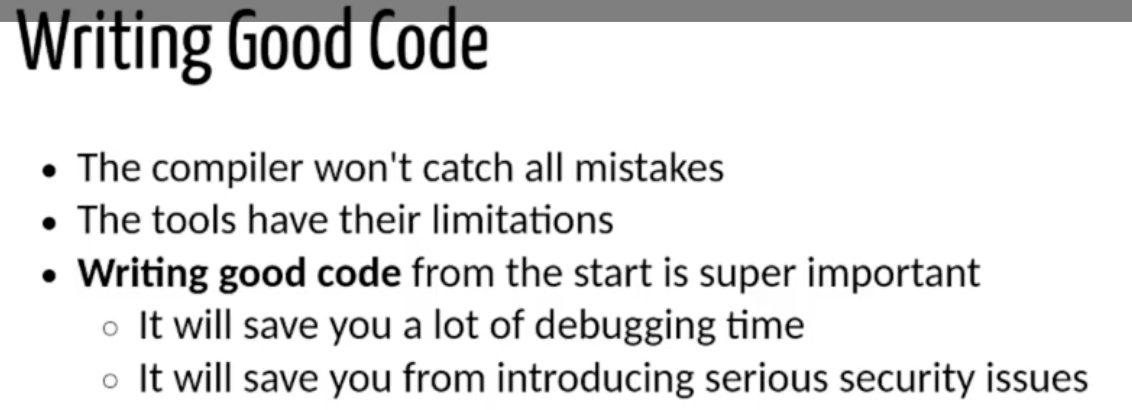 Writing Good Code
• The compiler won't catch all mistakes
• The tools have their limitations
• Writing good code from the start is super important
○ It will save you a lot of debugging time
○ It will save you from introducing serious security issues